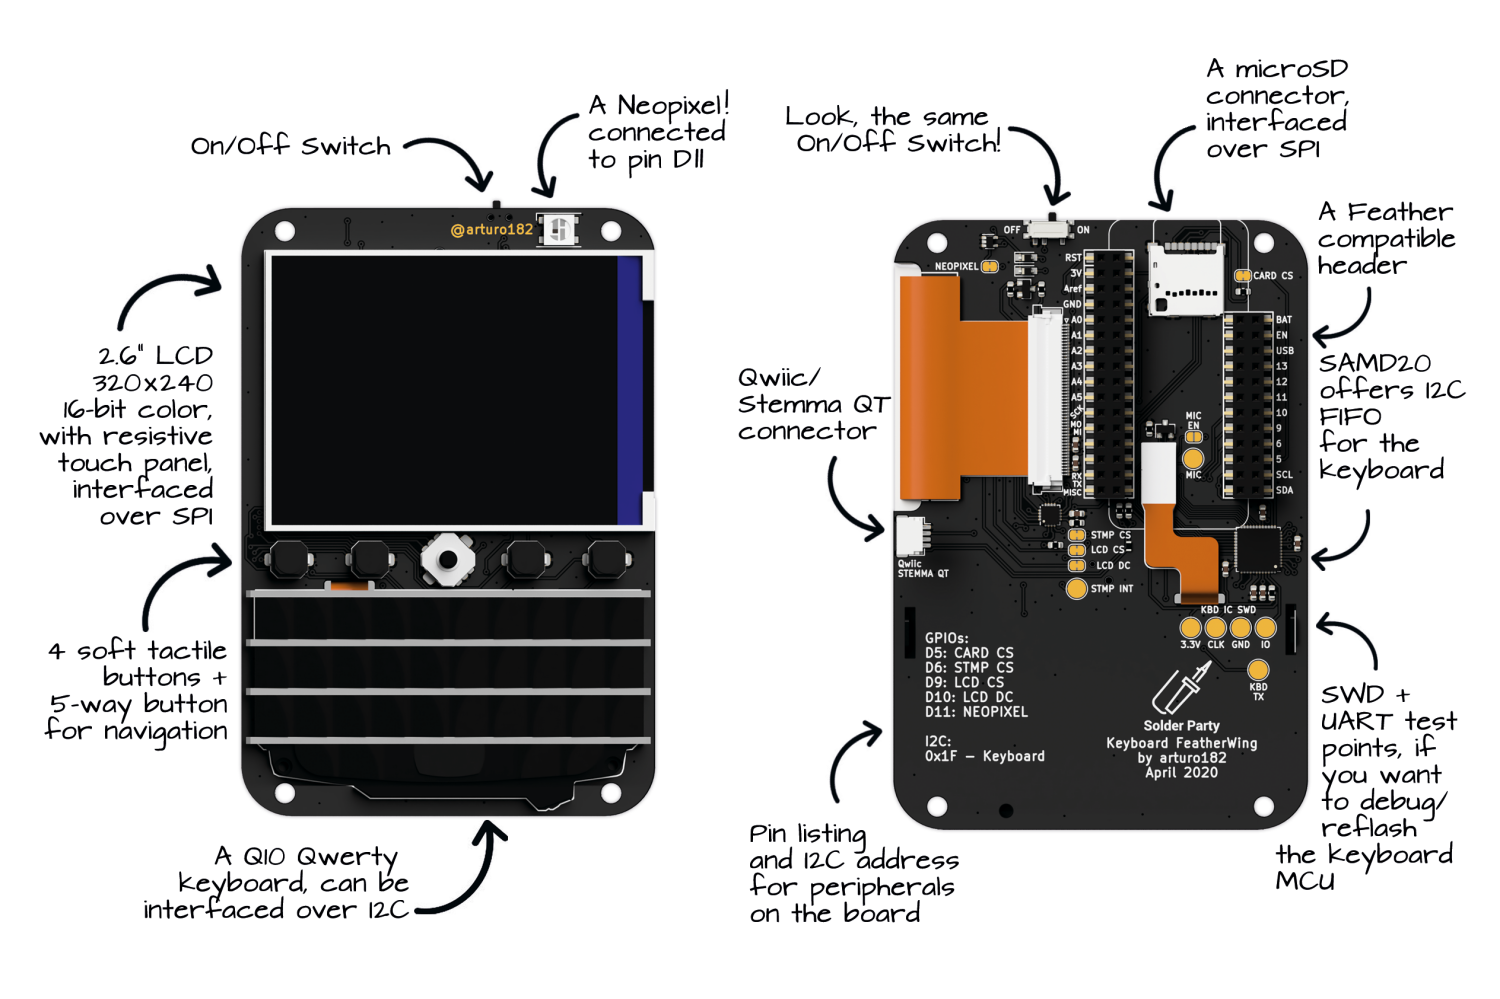 On/Off Switch
A Neopixel!
connected
to pin D11
@arturo182
2.6" LCD
320x240
16-bit color,
with resistive
touch panel,
interfaced
over SPI
4 soft tactile
buttons +
5-way button
for navigation
A Q10 Qwerty
keyboard, can be
interfaced over I2C
Look, the same
On/Off Switch!
A microSD
connector,
interfaced
over SPI
A Feather
compatible
header
SAMD20
offers I2C
FIFO
for the
keyboard
Qwiic/
Stemma QT
connector
SWD +
UART test
points, if
you want
to debug/
reflash
the keyboard
MCU
Pin listing
and I2C address
for peripherals
on the board
OFF
ON
NEOPIXEL
RST
3V
Aref
GND
A0
A1
A2
A3
A4
A5
SCK
MO
MI
RX
TX
MISC
CARD CS
BAT
EN
USB
13
12
11
10
9
6
5
SCL
SDA
MIC
EN
MIC
Qwiic
STEMMA QT
STMP CS
LCD CS
LCD DC
STMP INT
KBD IC SWD
3.3V CLK GND IO
KBD
TX
GPIOs:
D5: CARD CS
D6: STMP CS
D9: LCD CS
D10: LCD DC
D11: NEOPIXEL
I2C:
0x1F – Keyboard
Solder Party
Keyboard FeatherWing
by arturo182
April 2020